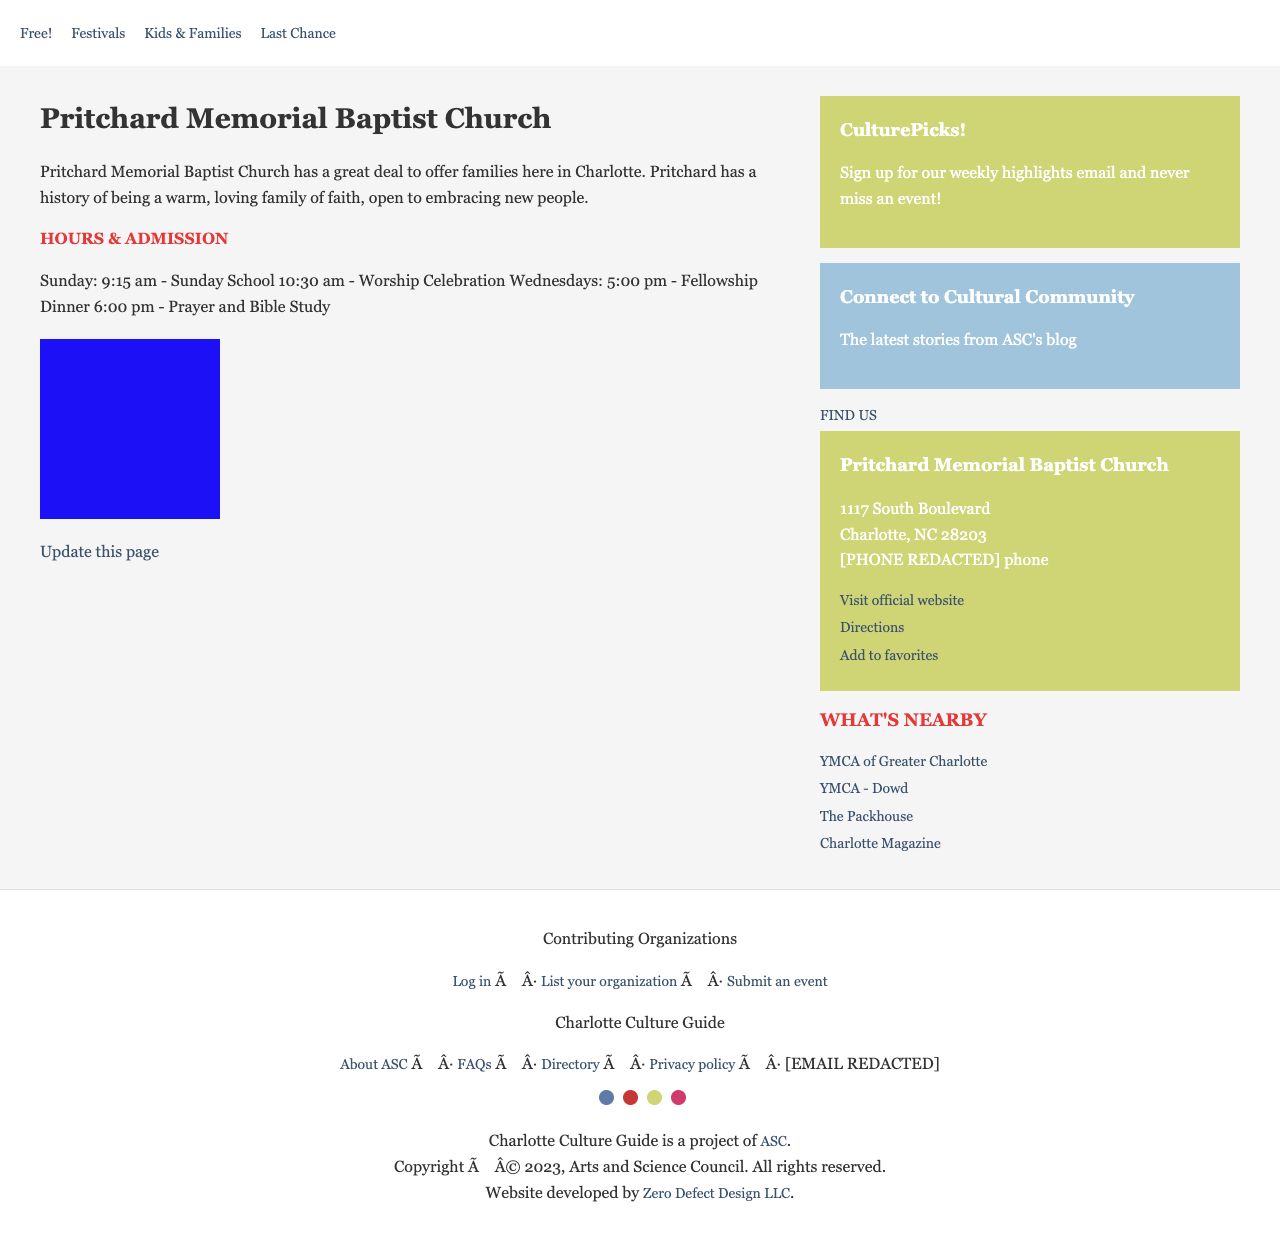 Free! Festivals Kids & Families Last Chance
Pritchard Memorial Baptist Church
Pritchard Memorial Baptist Church has a great deal to offer families here in Charlotte. Pritchard has a
history of being a warm, loving family of faith, open to embracing new people.
HOURS & ADMISSION
Sunday: 9:15 am - Sunday School 10:30 am - Worship Celebration Wednesdays: 5:00 pm - Fellowship
Dinner 6:00 pm - Prayer and Bible Study
Update this page
CulturePicks!
Sign up for our weekly highlights email and never
miss an event!
Connect to Cultural Community
The latest stories from ASC's blog
FIND US
Pritchard Memorial Baptist Church
1117 South Boulevard
Charlotte, NC 28203
[PHONE REDACTED] phone
Visit official website
Directions
Add to favorites
WHAT'S NEARBY
YMCA of Greater Charlotte
YMCA - Dowd
The Packhouse
Charlotte Magazine
Contributing Organizations
Log in Ã Â· List your organization Ã Â· Submit an event
Charlotte Culture Guide
About ASC Ã Â· FAQs Ã Â· Directory Ã Â· Privacy policy Ã Â· [EMAIL REDACTED]
Charlotte Culture Guide is a project of ASC.
Copyright Ã Â© 2023, Arts and Science Council. All rights reserved.
Website developed by Zero Defect Design LLC.